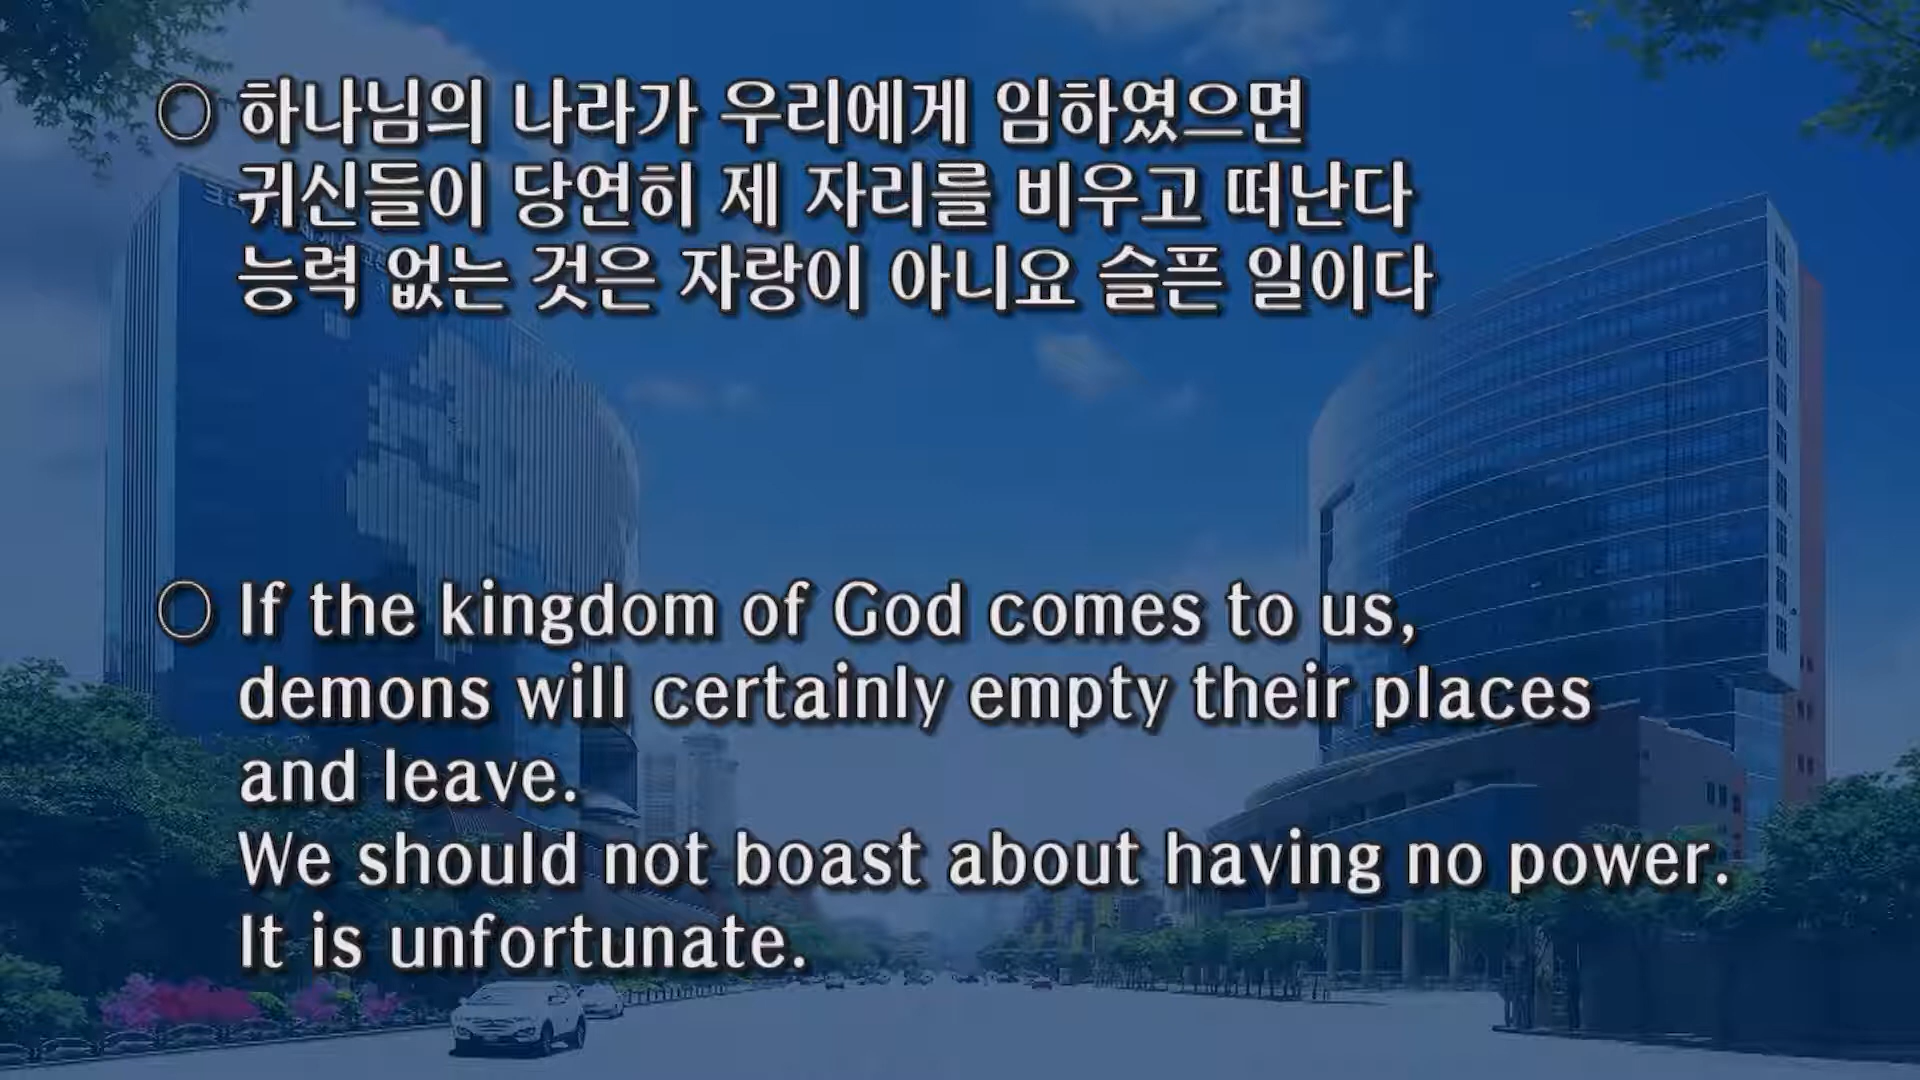 ○ 하나님의 나라가 우리에게 임하였으면
귀신들이 당연히 제 자리를 비우고 떠난다
능력 없는 것은 자랑이 아니요 슬픈 일이다
○ If the kingdom of God comes to us,
demons will certainly empty their places
and leave.
We should not boast about having no power.
It is unfortunate.